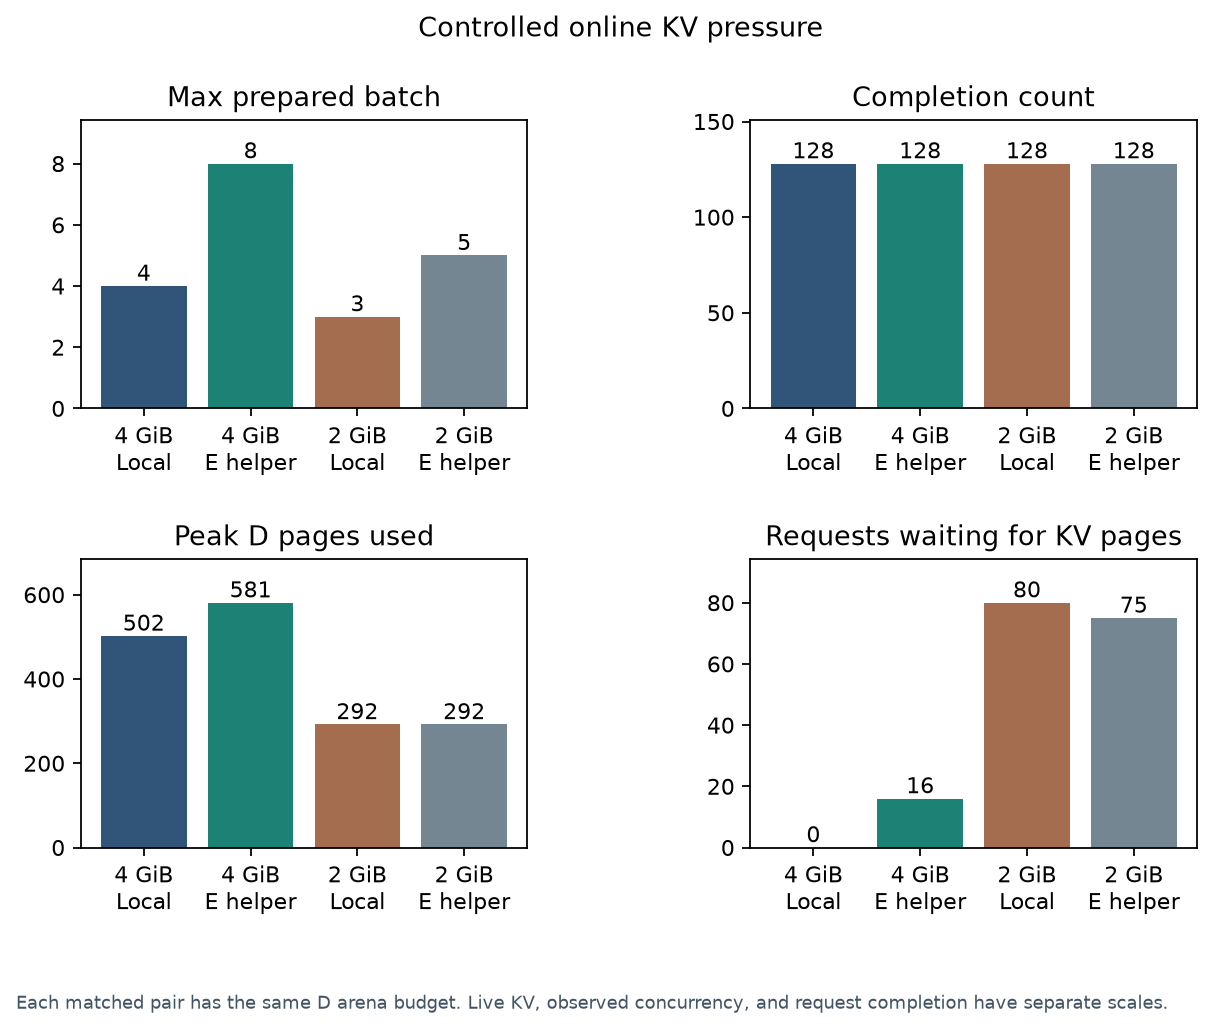 Controlled online KV pressure
Max prepared batch
8
6
4
2
0
4
8
3
5
4 GiB
Local
4 GiB
E helper
2 GiB
Local
2 GiB
E helper
Completion count
150
100
50
0
128
128
128
128
4 GiB
Local
4 GiB
E helper
2 GiB
Local
2 GiB
E helper
Peak D pages used
600
400
200
0
502
581
292
292
4 GiB
Local
4 GiB
E helper
2 GiB
Local
2 GiB
E helper
Requests waiting for KV pages
80
60
40
20
0
0
16
80
75
4 GiB
Local
4 GiB
E helper
2 GiB
Local
2 GiB
E helper
Each matched pair has the same D arena budget. Live KV, observed concurrency, and request completion have separate scales.